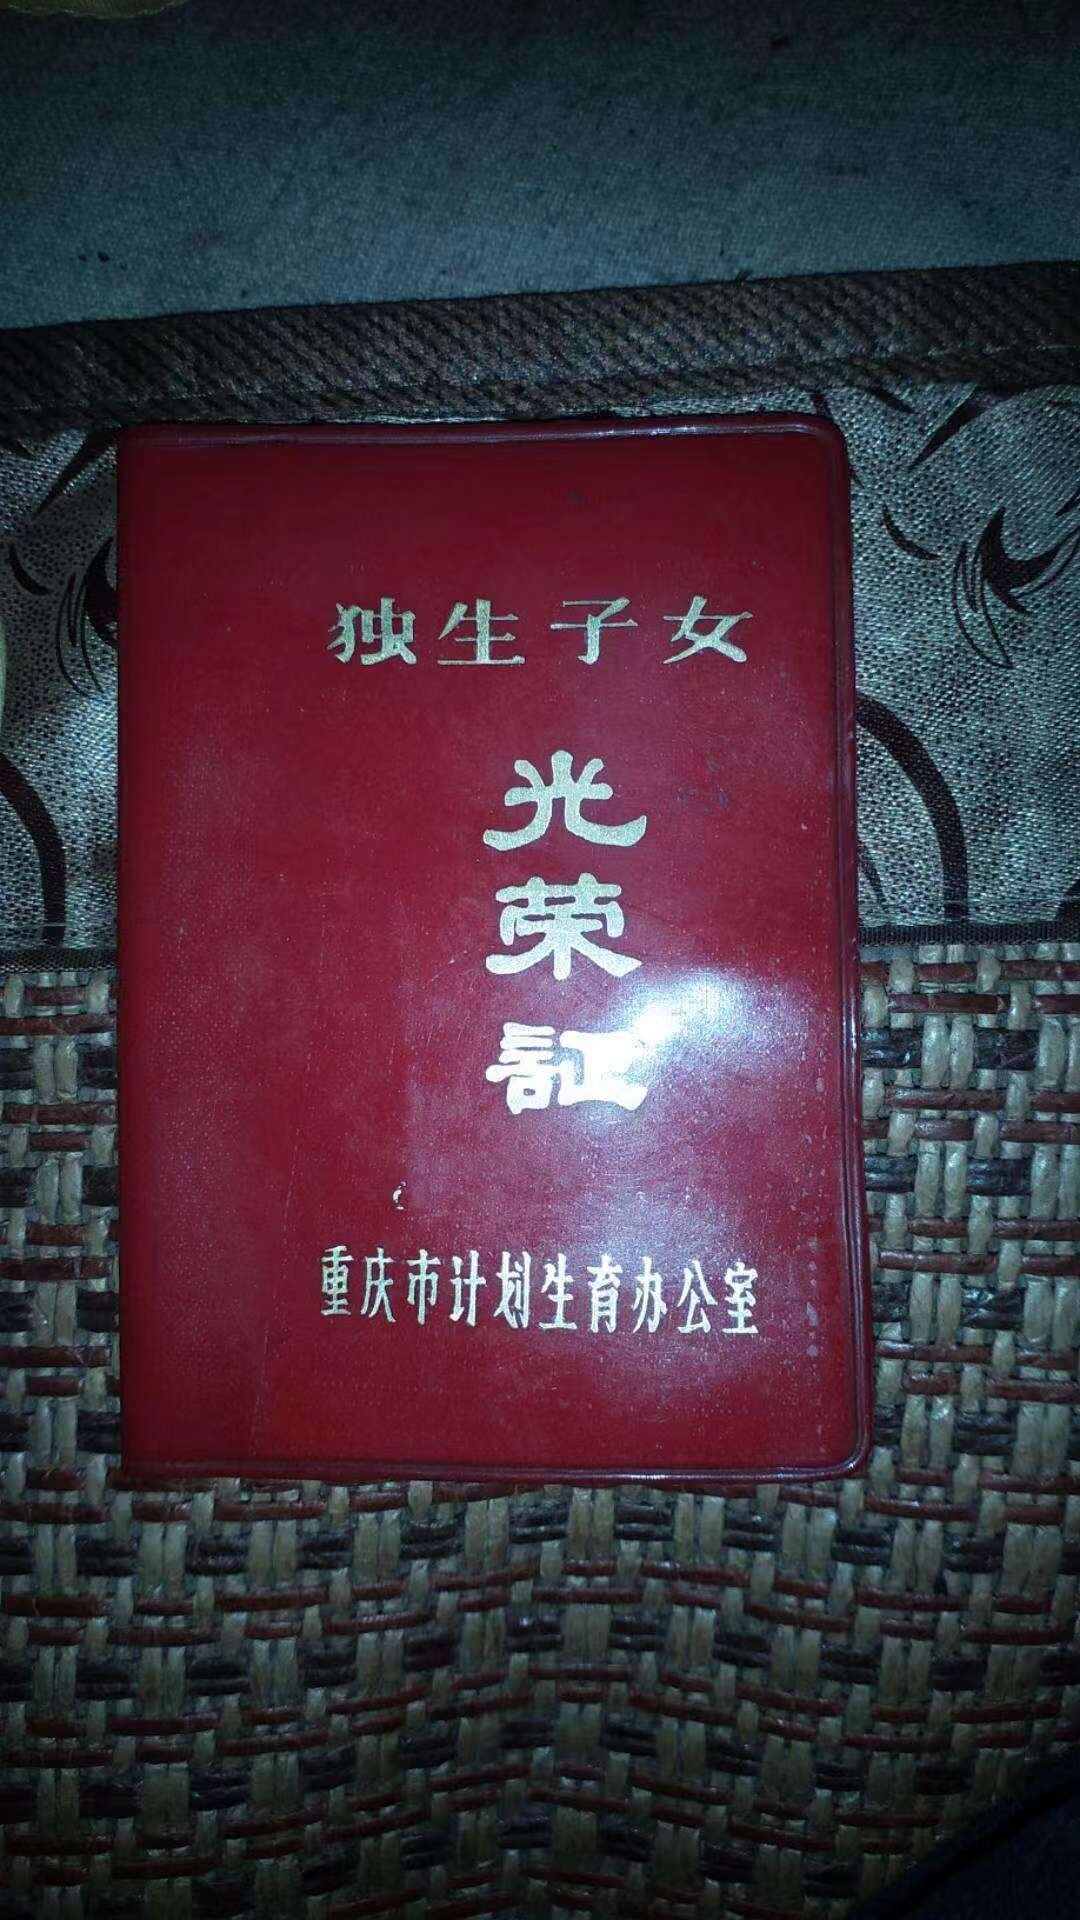 独生子女
光
荣
証
重庆市计划生育办公室